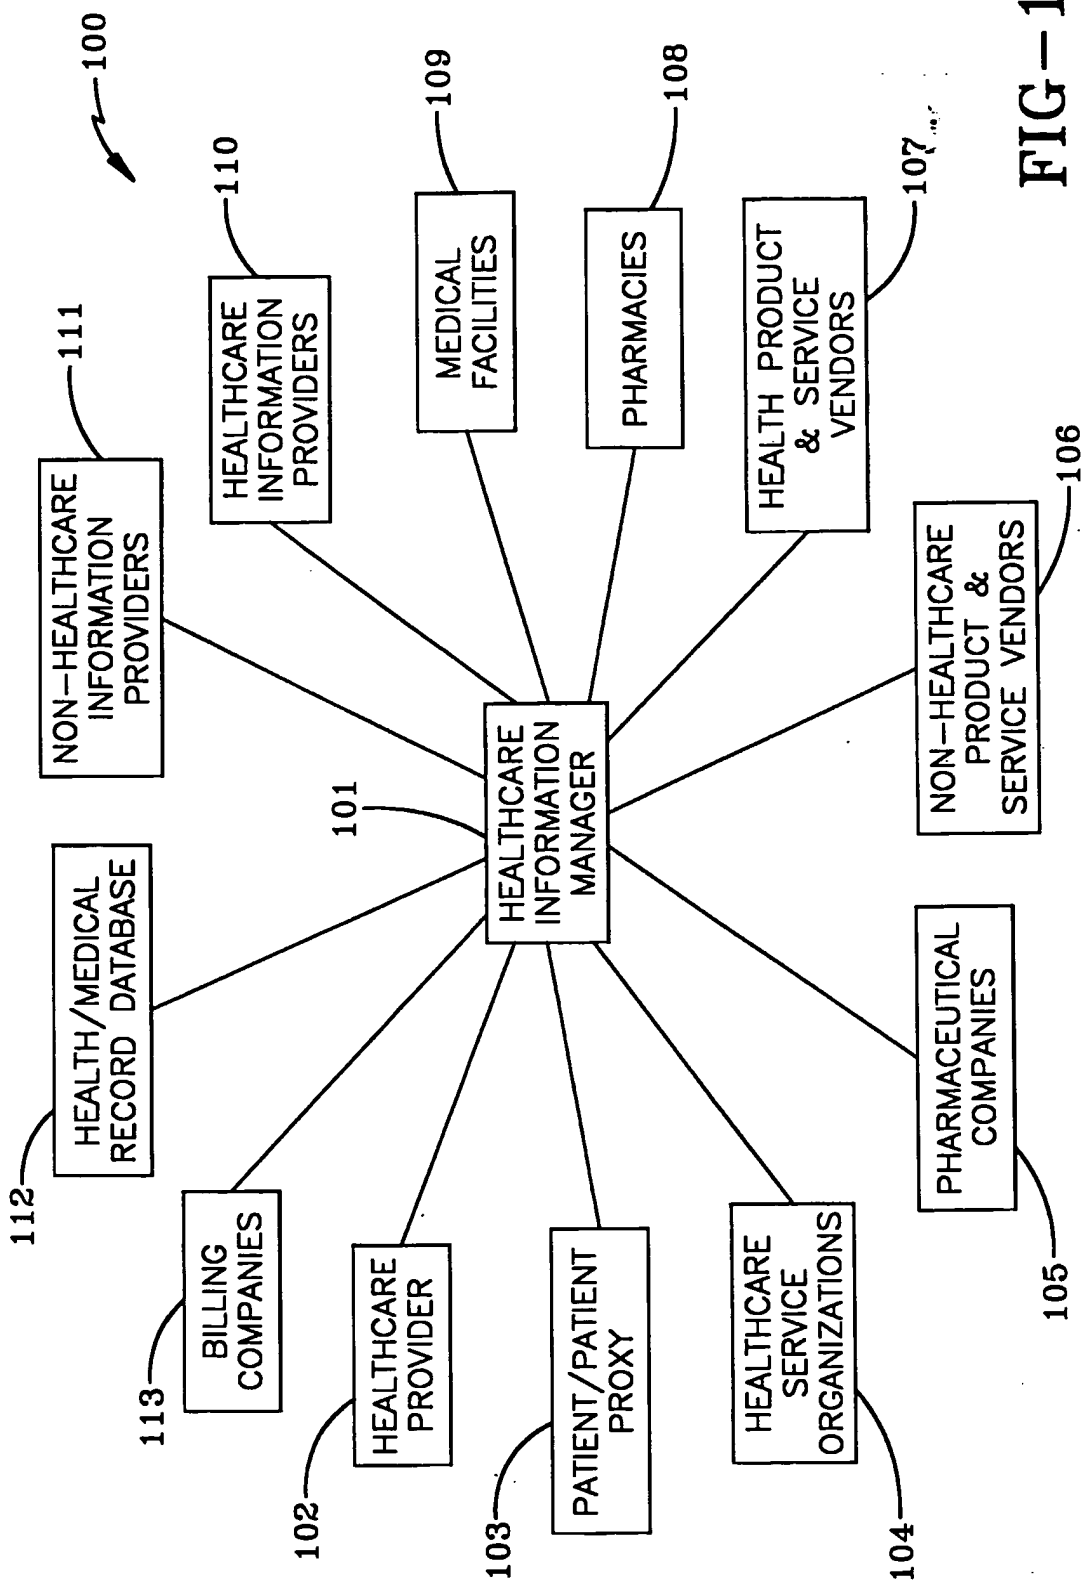 100
112
HEALTH/MEDICAL
RECORD DATABASE
111
NON-HEALTHCARE
INFORMATION
PROVIDERS
113
BILLING
COMPANIES
110
HEALTHCARE
INFORMATION
PROVIDERS
102
HEALTHCARE
PROVIDER
101
HEALTHCARE
INFORMATION
MANAGER
109
MEDICAL
FACILITIES
103
PATIENT/PATIENT
PROXY
108
PHARMACIES
104
HEALTHCARE
SERVICE
ORGANIZATIONS
107
HEALTH PRODUCT
& SERVICE
VENDORS
105
PHARMACEUTICAL
COMPANIES
106
NON-HEALTHCARE
PRODUCT &
SERVICE VENDORS
FIG-1